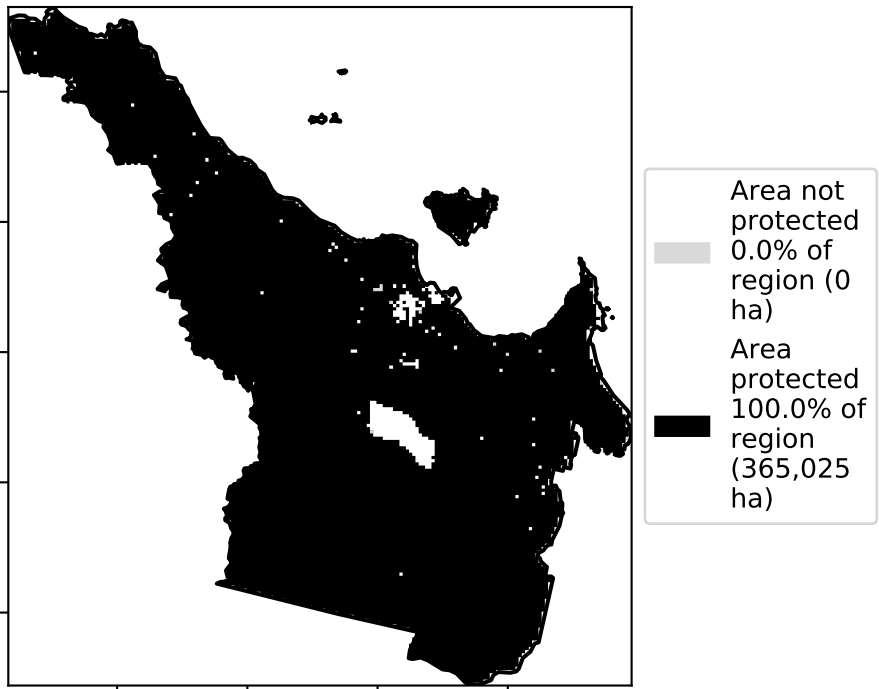 Area not
protected
0.0% of
region (0
ha)
Area
protected
100.0% of
region
(365,025
ha)